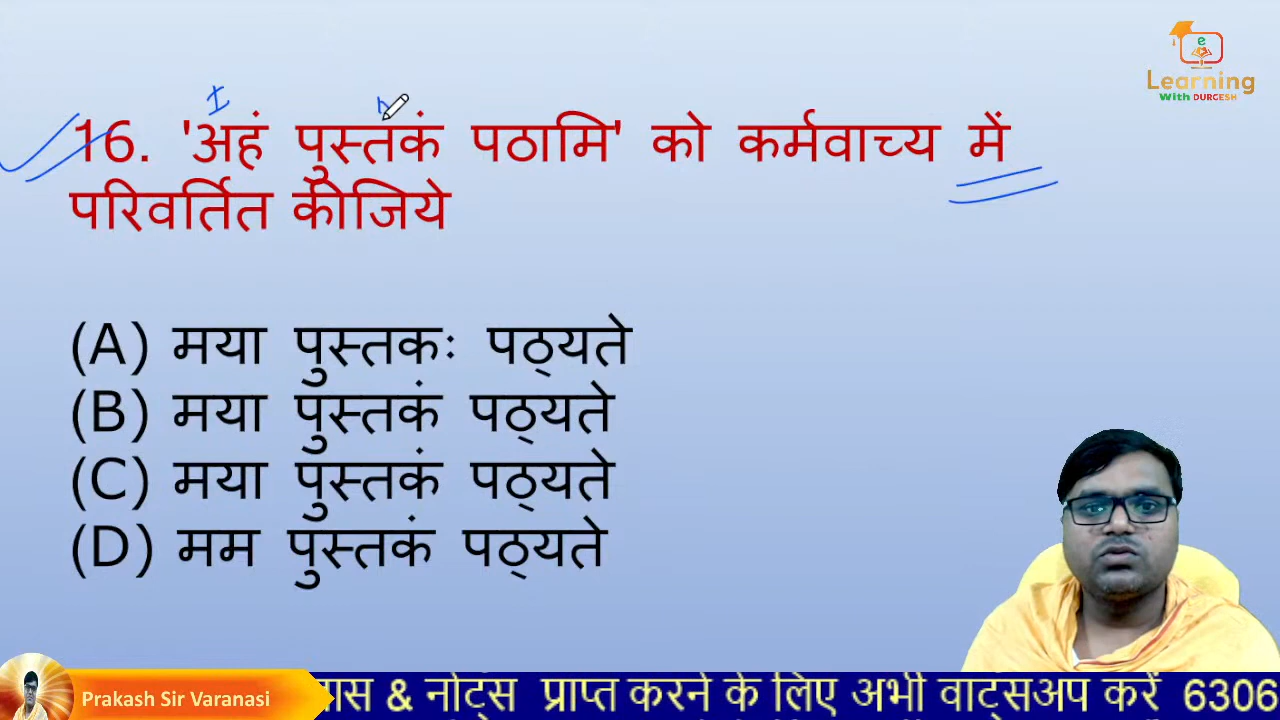 e
Learning
With DURGESH
I
16. 'अहं पुस्तकं पठामि' को कर्मवाच्य में
परिवर्तित कीजिये
(A) मया पुस्तकः पठ्यते
(B) मया पुस्तकं पठ्यते
(C) मया पुस्तकं पठ्यते
(D) मम पुस्तकं पठ्यते
Prakash Sir Varanasi
ास & नोट्स प्राप्त करने के लिए अभी वाट्सअप करें 6306